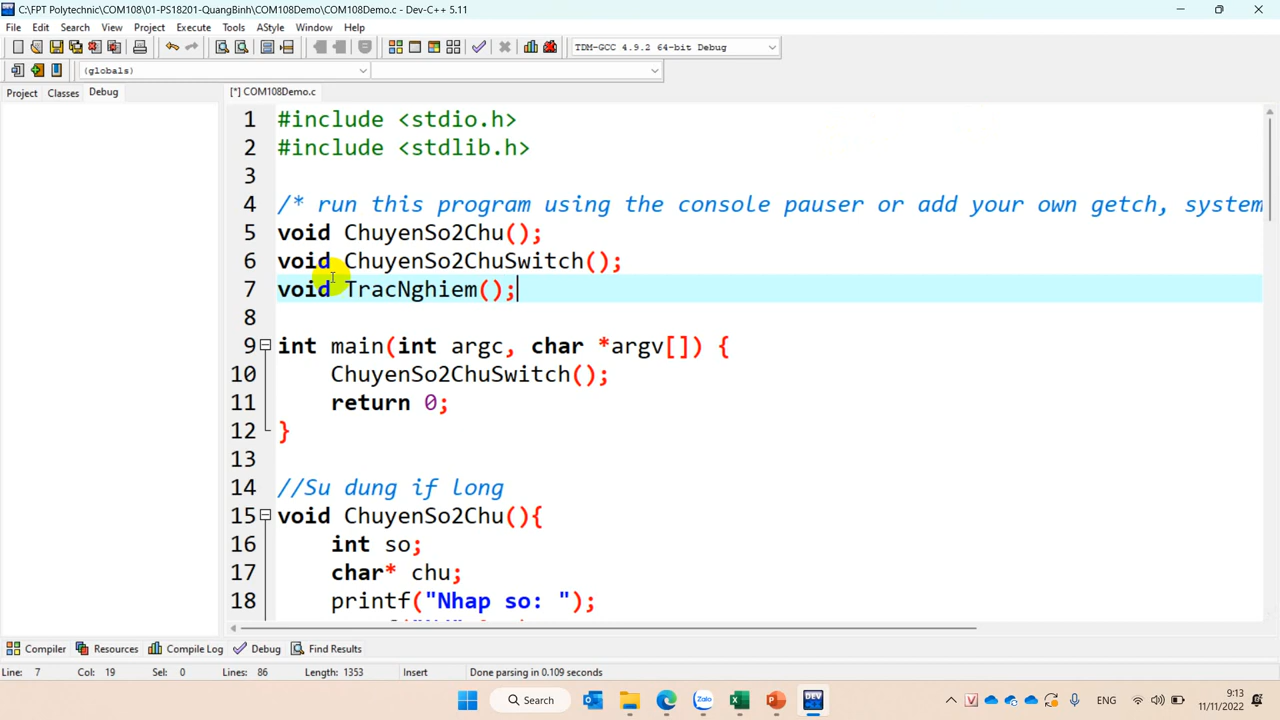 C:\FPT Polytechnic\COM108\01-PS18201-QuangBinh\COM108Demo\COM108Demo.c - Dev-C++ 5.11
File Edit Search View Project Execute Tools AStyle Window Help
TDM-GCC 4.9.2 64-bit Debug
(globals)
Project Classes Debug
[*] COM108Demo.c
1 #include <stdio.h>
2 #include <stdlib.h>
3
4 /* run this program using the console pauser or add your own getch, system
5 void ChuyenSo2Chu();
6 void ChuyenSo2ChuSwitch();
7 void TracNghiem();
8
9 int main(int argc, char *argv[]) {
10 ChuyenSo2ChuSwitch();
11 return 0;
12 }
13
14 //Su dung if long
15 void ChuyenSo2Chu(){
16 int so;
17 char* chu;
18 printf("Nhap so: ");
Compiler Resources Compile Log Debug Find Results
Line: 7 Col: 19 Sel: 0 Lines: 86 Length: 1353 Insert Done parsing in 0.109 seconds
Search
Zalo
DEV
ENG
9:13
11/11/2022